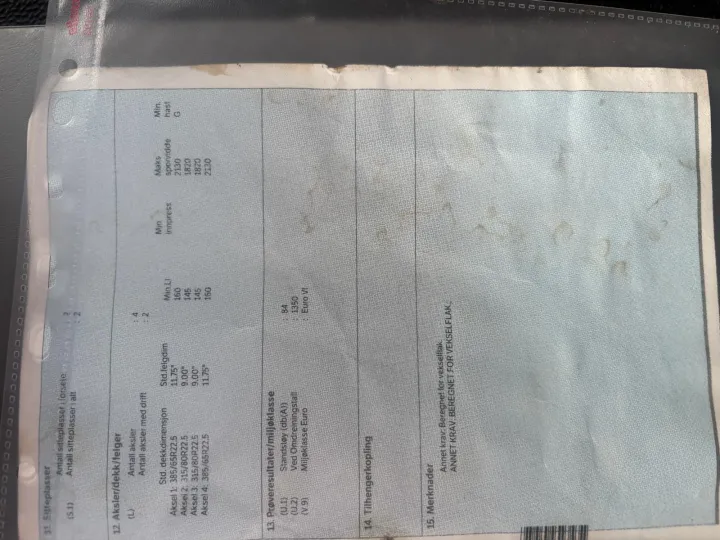 11. Sitteplasser
Antall sitteplasser i forsete : 2
(S.1) Antall sitteplasser i alt : 2
12. Aksler/dekk/felger
(L) Antall aksler : 4
Antall aksler med drift : 2
Std. dekkdimensjon Std.felgdim Min.LI Min innpress Maks sporvidde Min. hast
Aksel 1: 385/65R22.5 11.75" 160 2130 G
Aksel 2: 315/80R22.5 9.00" 145 1820
Aksel 3: 315/80R22.5 9.00" 145 1820
Aksel 4: 385/65R22.5 11.75" 160 2130
13. Prøveresultater/miljøklasse
(U.1) Standstøy (db(A)) : 84
(U.2) Ved Omdreiningstall : 1350
(V.9) Miljøklasse Euro : Euro VI
14. Tilhengerkopling
15. Merknader
Annet krav: Beregnet for vekselflak
ANNET KRAV: BEREGNET FOR VEKSELFLAK.;